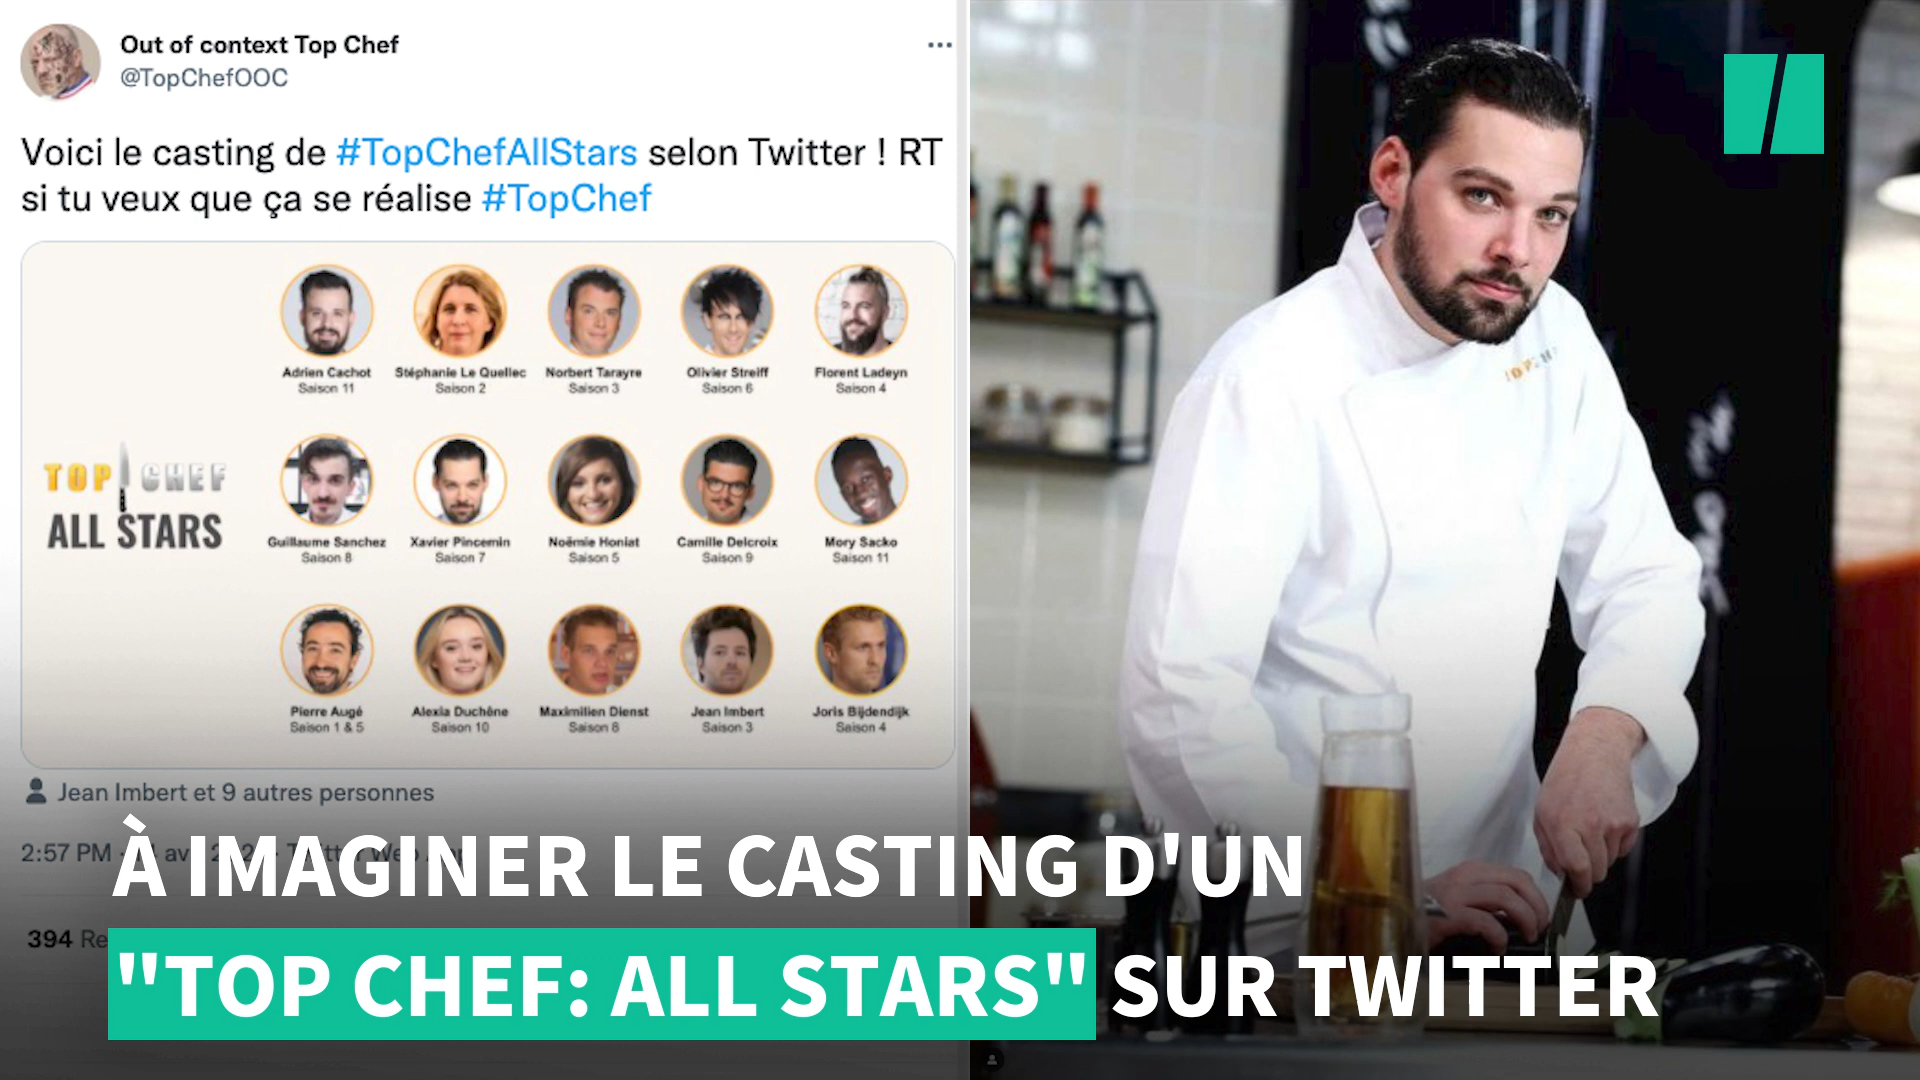 Out of context Top Chef
@TopChefOOC
Voici le casting de #TopChefAllStars selon Twitter ! RT
si tu veux que ça se réalise #TopChef
Adrien Cachot
Saison 11
Stéphanie Le Quellec
Saison 2
Norbert Tarayre
Saison 3
Olivier Streiff
Saison 6
Florent Ladeyn
Saison 4
TOP CHEF
ALL STARS
Guillaume Sanchez
Saison 8
Xavier Pincemin
Saison 7
Noëmie Honiat
Saison 5
Camille Delcroix
Saison 9
Mory Sacko
Saison 11
Pierre Augé
Saison 1 & 5
Alexia Duchêne
Saison 10
Maximilien Dienst
Saison 8
Jean Imbert
Saison 3
Joris Bijdendijk
Saison 4
Jean Imbert et 9 autres personnes
2:57 PM
394 Re
À IMAGINER LE CASTING D'UN
"TOP CHEF: ALL STARS" SUR TWITTER